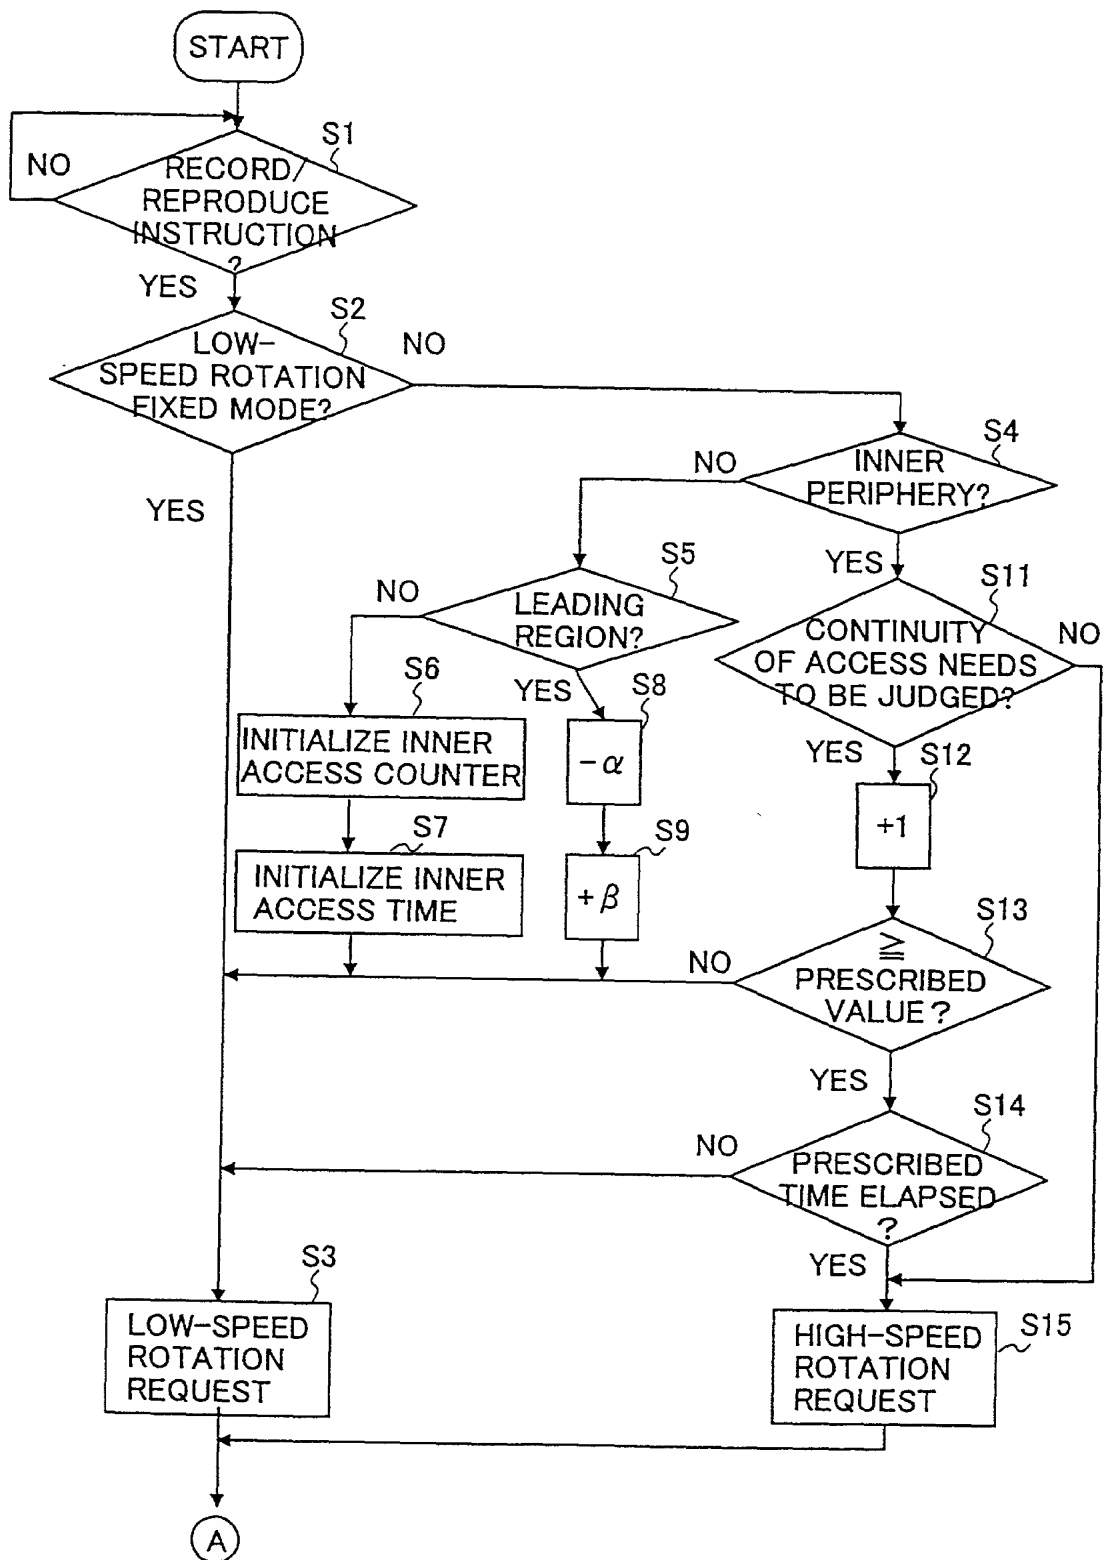 START
S1
NO
RECORD/
REPRODUCE
INSTRUCTION
?
YES
S2
LOW-
SPEED ROTATION
FIXED MODE?
NO
YES
S4
NO
INNER
PERIPHERY?
YES
S5
NO
LEADING
REGION?
YES
S11
CONTINUITY
OF ACCESS NEEDS
TO BE JUDGED?
NO
YES
S6
INITIALIZE INNER
ACCESS COUNTER
S8
-α
S12
+1
S7
INITIALIZE INNER
ACCESS TIME
S9
+β
S13
NO
≧
PRESCRIBED
VALUE?
YES
S14
NO
PRESCRIBED
TIME ELAPSED
?
YES
S3
LOW-SPEED
ROTATION
REQUEST
S15
HIGH-SPEED
ROTATION
REQUEST
A